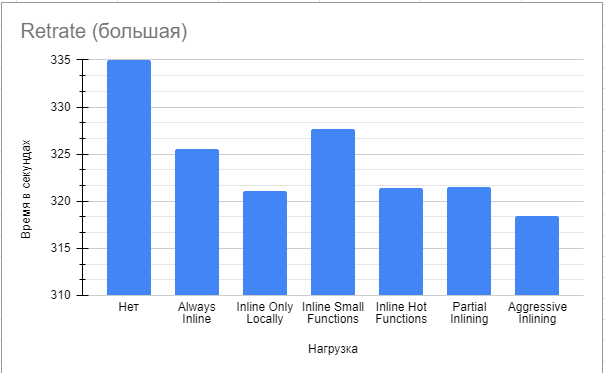 Retrate (большая)
335
330
325
320
315
310
Время в секундах
Нет
Always
Inline
Inline Only
Locally
Inline Small
Functions
Inline Hot
Functions
Partial
Inlining
Aggressive
Inlining
Нагрузка